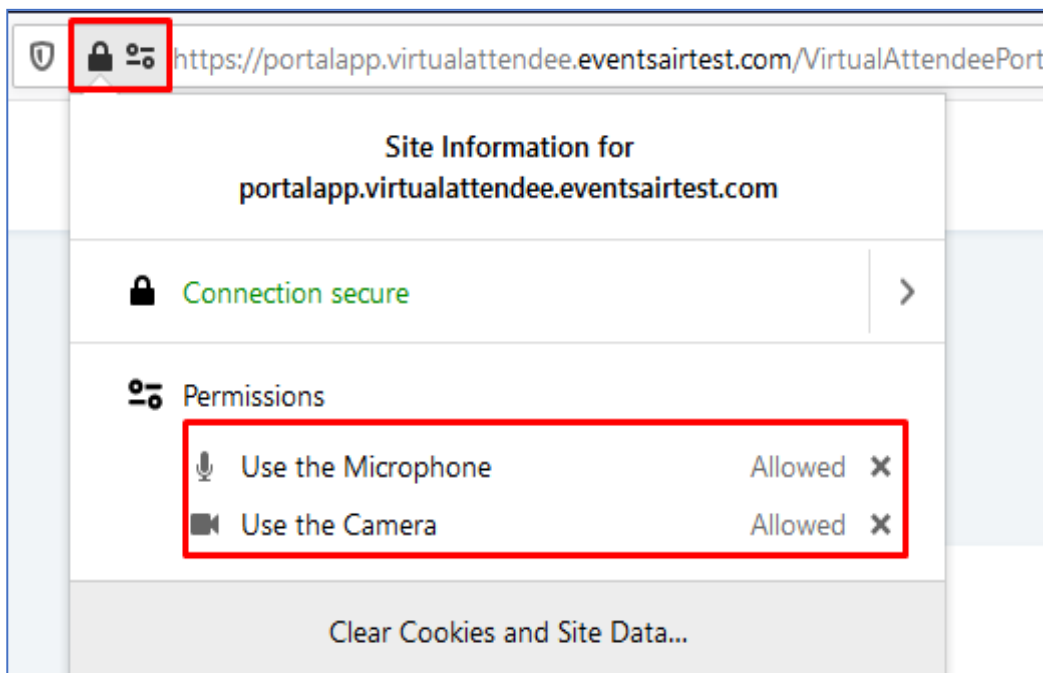 https://portalapp.virtualattendee.eventsairtest.com/VirtualAttendeePort
Site Information for
portalapp.virtualattendee.eventsairtest.com
Connection secure
Permissions
Use the Microphone Allowed
Use the Camera Allowed
Clear Cookies and Site Data...